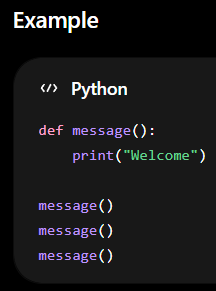 Example
</> Python
def message():
    print("Welcome")
message()
message()
message()